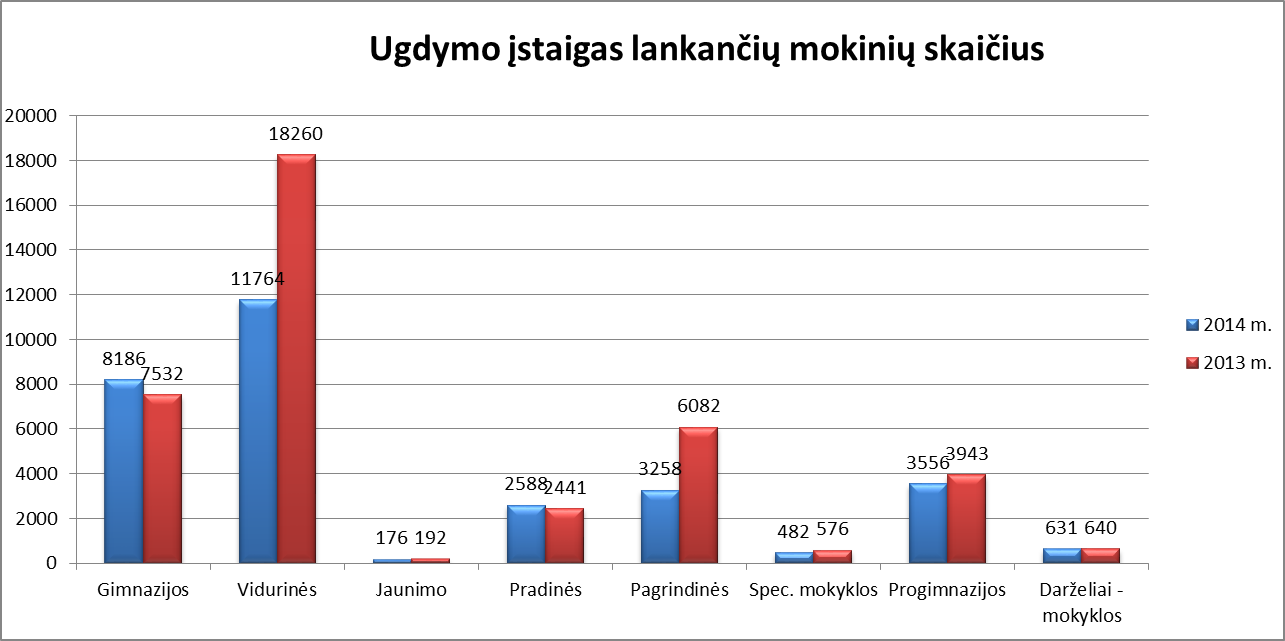 Ugdymo įstaigas lankančių mokinių skaičius
20000
18000
16000
14000
12000
10000
8000
6000
4000
2000
0
8186
7532
11764
18260
176
192
2588
2441
3258
6082
482
576
3556
3943
631
640
Gimnazijos
Vidurinės
Jaunimo
Pradinės
Pagrindinės
Spec. mokyklos
Progimnazijos
Darželiai -
mokyklos
2014 m.
2013 m.